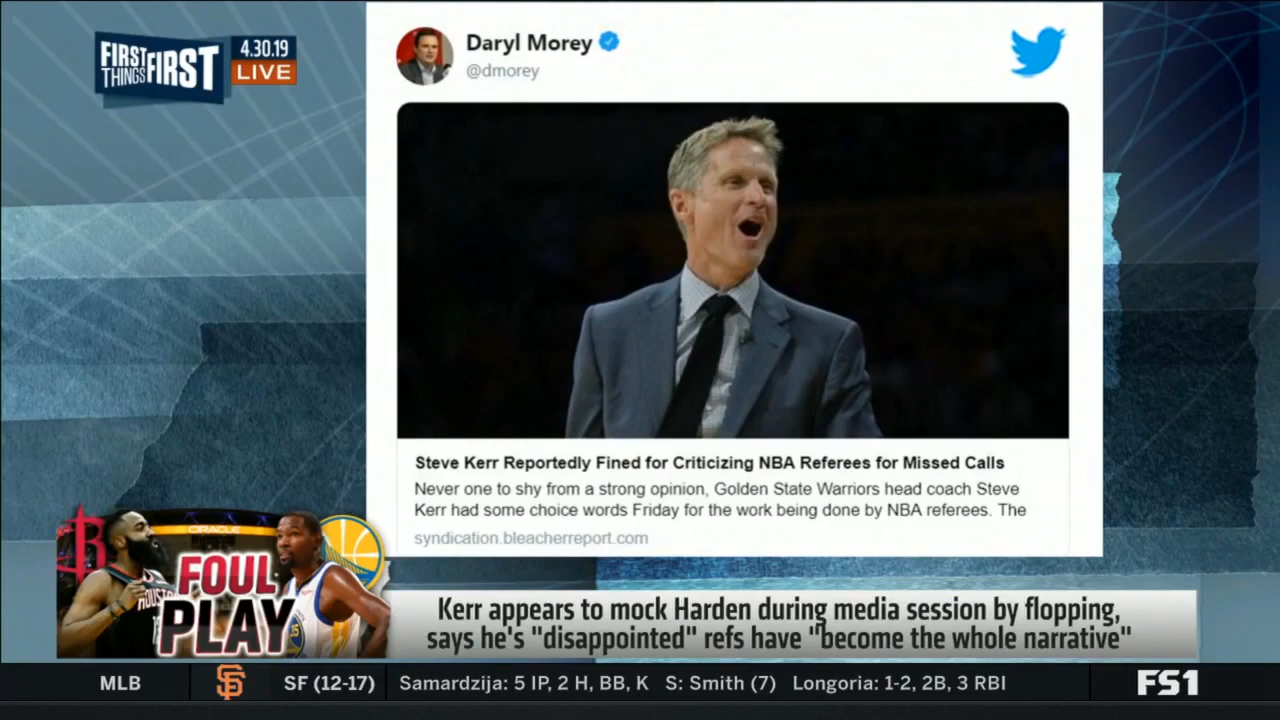 FIRST
THINGS FIRST
4.30.19
LIVE
Daryl Morey
@dmorey
Steve Kerr Reportedly Fined for Criticizing NBA Referees for Missed Calls
Never one to shy from a strong opinion, Golden State Warriors head coach Steve
Kerr had some choice words Friday for the work being done by NBA referees. The
syndication.bleacherreport.com
R
ORACLE
HOUSTON
35
FOUL
PLAY
Kerr appears to mock Harden during media session by flopping,
says he's "disappointed" refs have "become the whole narrative"
MLB SF SF (12-17) Samardzija: 5 IP, 2 H, BB, K S: Smith (7) Longoria: 1-2, 2B, 3 RBI FS1